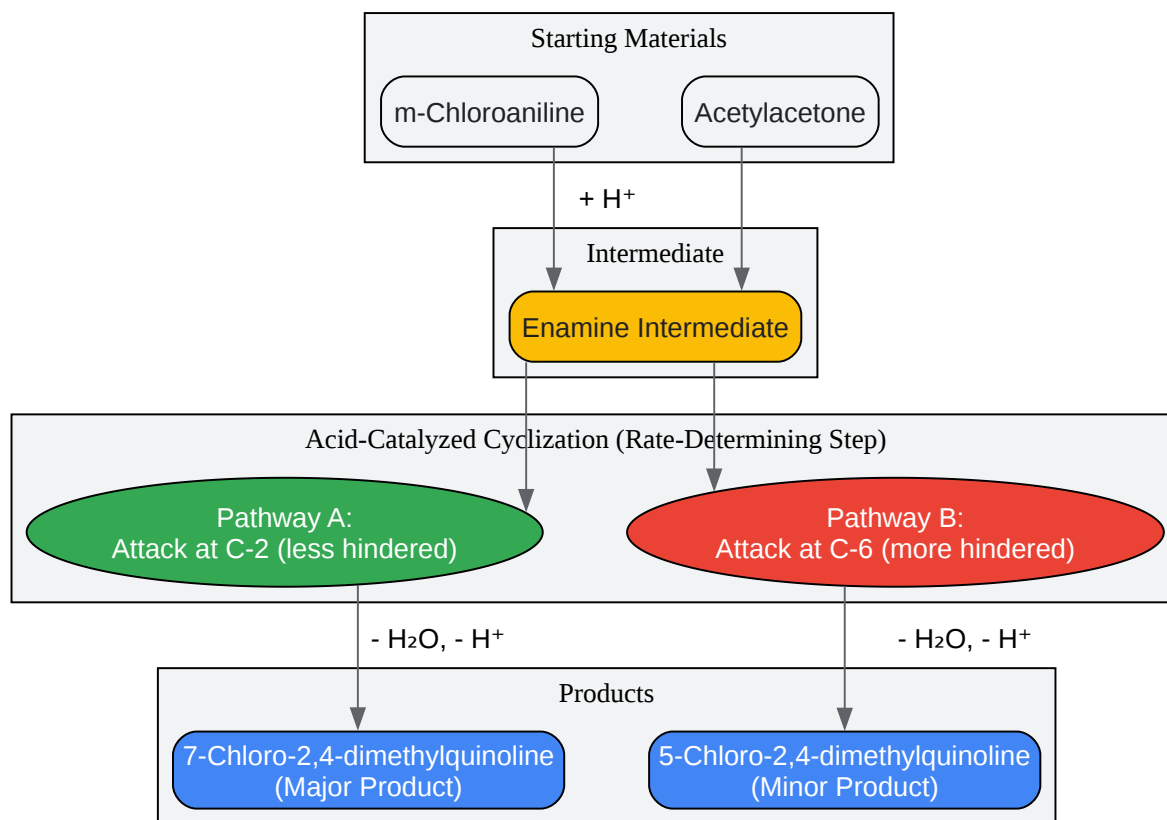 Starting Materials
m-Chloroaniline
Acetylacetone
+ H⁺
Intermediate
Enamine Intermediate
Acid-Catalyzed Cyclization (Rate-Determining Step)
Pathway A:
Attack at C-2 (less hindered)
Pathway B:
Attack at C-6 (more hindered)
- H₂O, - H⁺
- H₂O, - H⁺
Products
7-Chloro-2,4-dimethylquinoline
(Major Product)
5-Chloro-2,4-dimethylquinoline
(Minor Product)